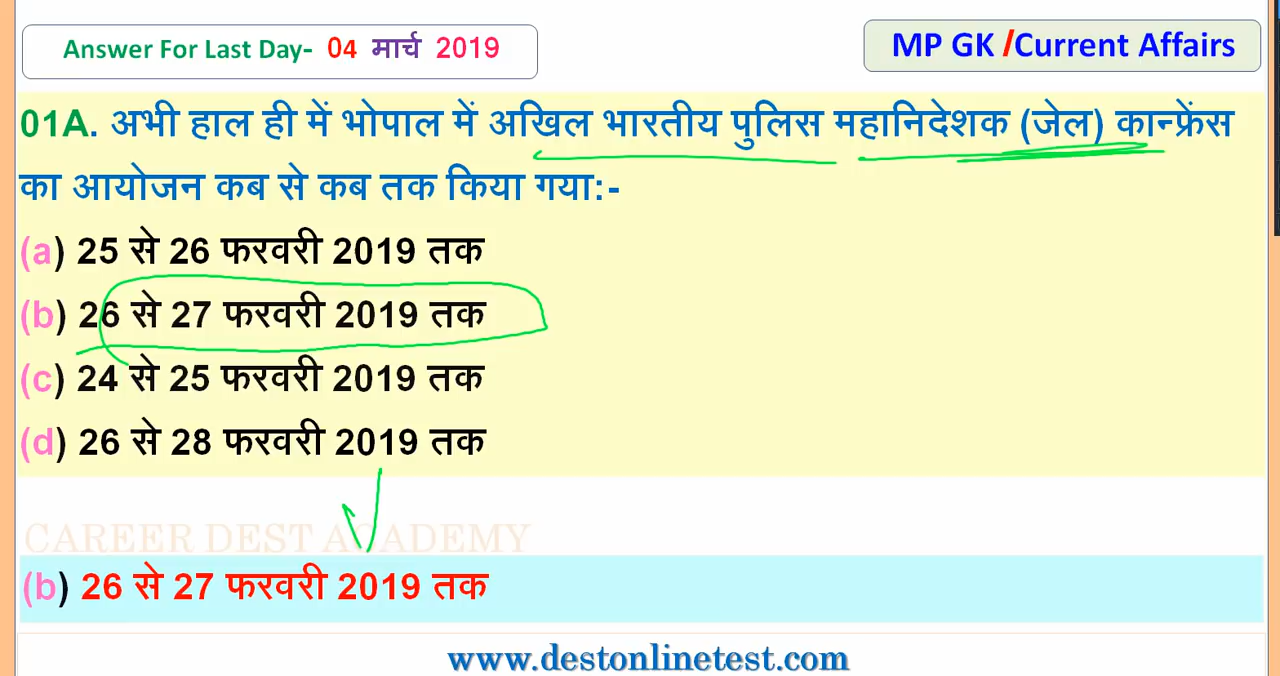 Answer For Last Day- 04 मार्च 2019
MP GK /Current Affairs
01A. अभी हाल ही में भोपाल में अखिल भारतीय पुलिस महानिदेशक (जेल) कान्फ्रेंस
का आयोजन कब से कब तक किया गया:-
(a) 25 से 26 फरवरी 2019 तक
(b) 26 से 27 फरवरी 2019 तक
(c) 24 से 25 फरवरी 2019 तक
(d) 26 से 28 फरवरी 2019 तक
CAREER DEST ACADEMY
(b) 26 से 27 फरवरी 2019 तक
www.destonlinetest.com